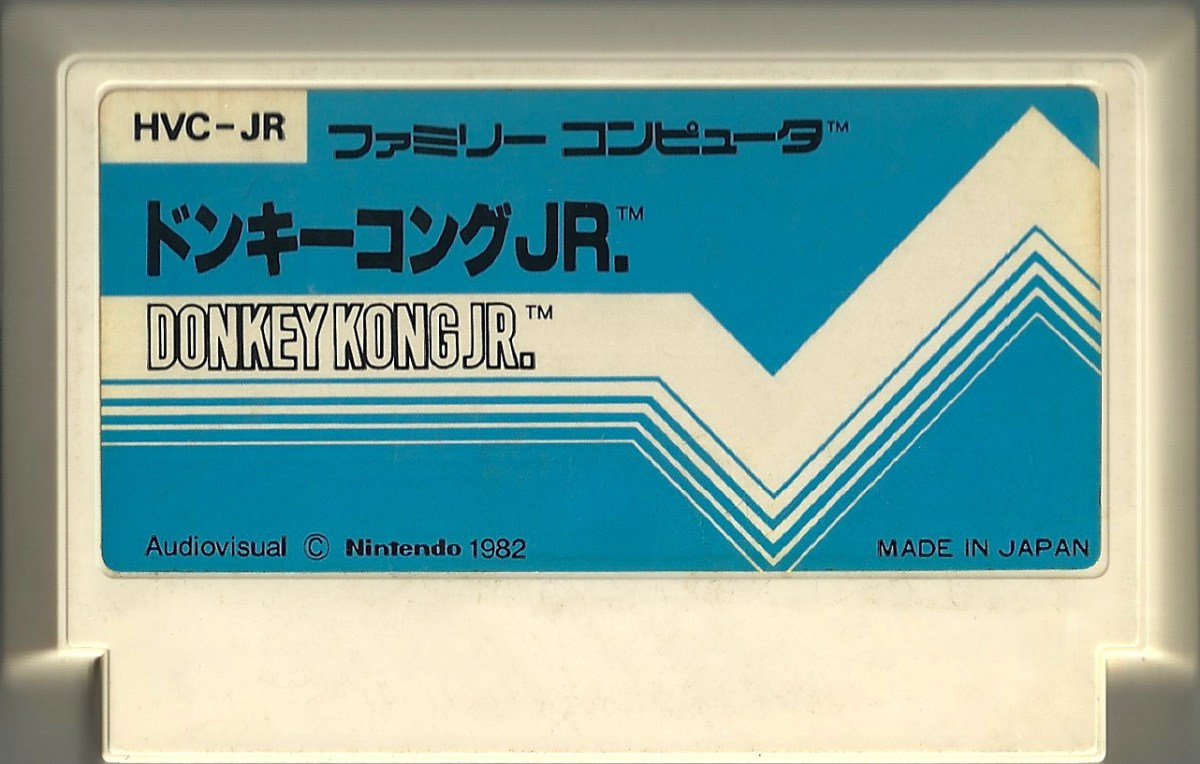 HVC-JR
ファミリー コンピュータ™
ドンキーコングJR.™
DONKEY KONG JR.™
Audiovisual © Nintendo 1982
MADE IN JAPAN